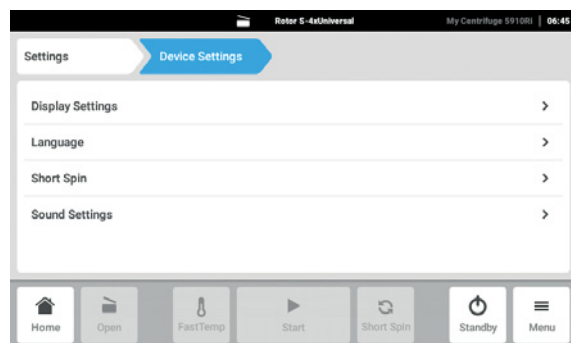 Rotor S-4xUniversal My Centrifuge 5910Ri | 06:45
Settings Device Settings
Display Settings
Language
Short Spin
Sound Settings
Home Open FastTemp Start Short Spin Standby Menu